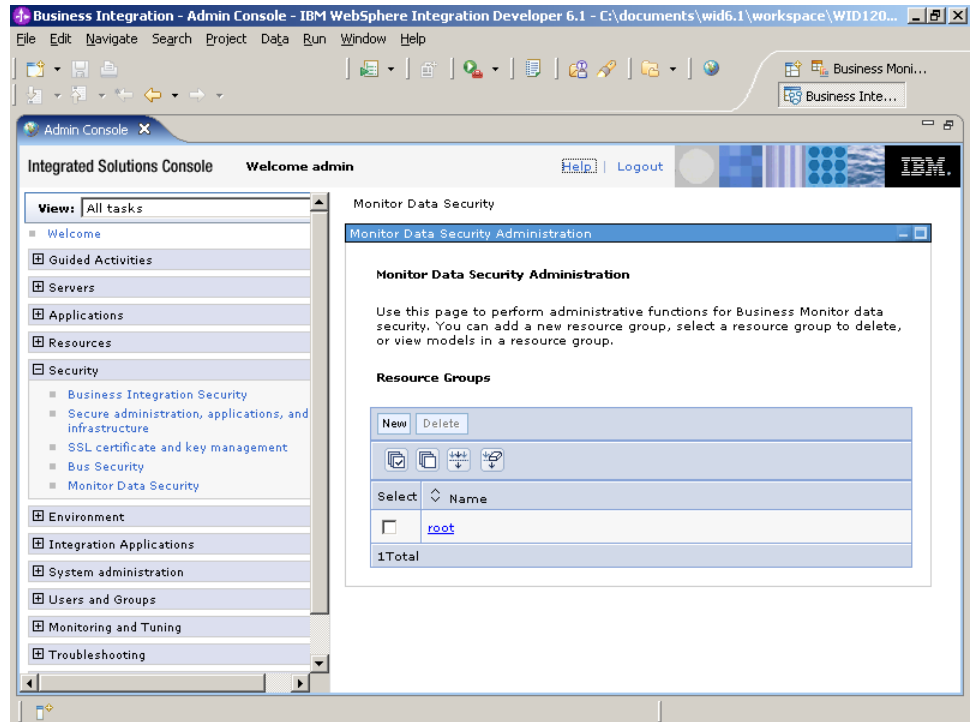 Business Integration - Admin Console - IBM WebSphere Integration Developer 6.1 - C:\documents\wid6.1\workspace\WID120...
File Edit Navigate Search Project Data Run Window Help
Business Moni...
Business Inte...
Admin Console
Integrated Solutions Console Welcome admin Help | Logout IBM.
View: All tasks
Welcome
Guided Activities
Servers
Applications
Resources
Security
Business Integration Security
Secure administration, applications, and
infrastructure
SSL certificate and key management
Bus Security
Monitor Data Security
Environment
Integration Applications
System administration
Users and Groups
Monitoring and Tuning
Troubleshooting
Monitor Data Security
Monitor Data Security Administration
Monitor Data Security Administration
Use this page to perform administrative functions for Business Monitor data
security. You can add a new resource group, select a resource group to delete,
or view models in a resource group.
Resource Groups
New Delete
Select Name
root
1Total